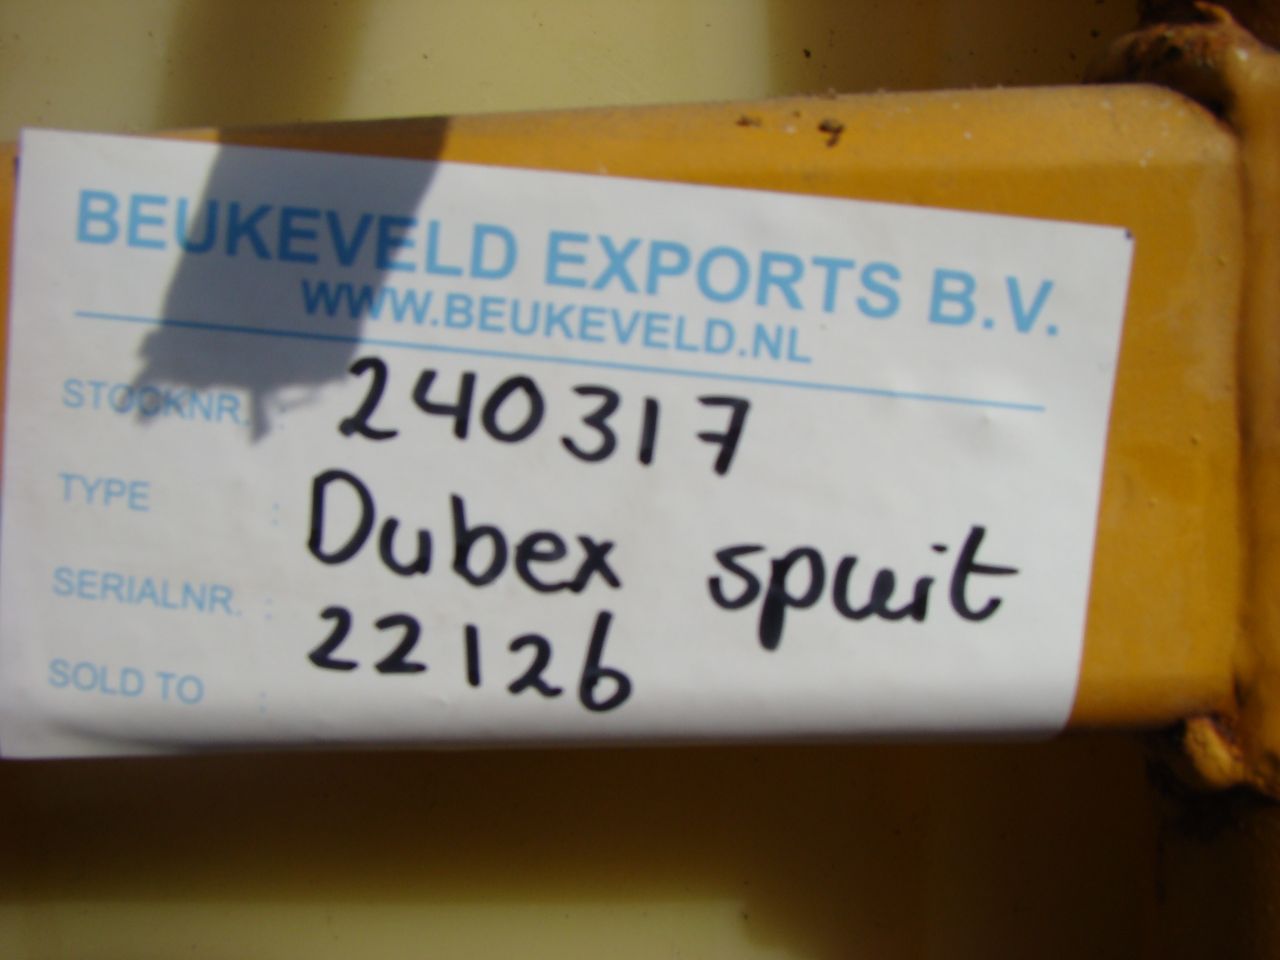 BEUKEVELD EXPORTS B.V.
WWW.BEUKEVELD.NL
STOCKNR. : 240317
TYPE : Dubex spuit
SERIALNR. : 22126
SOLD TO :